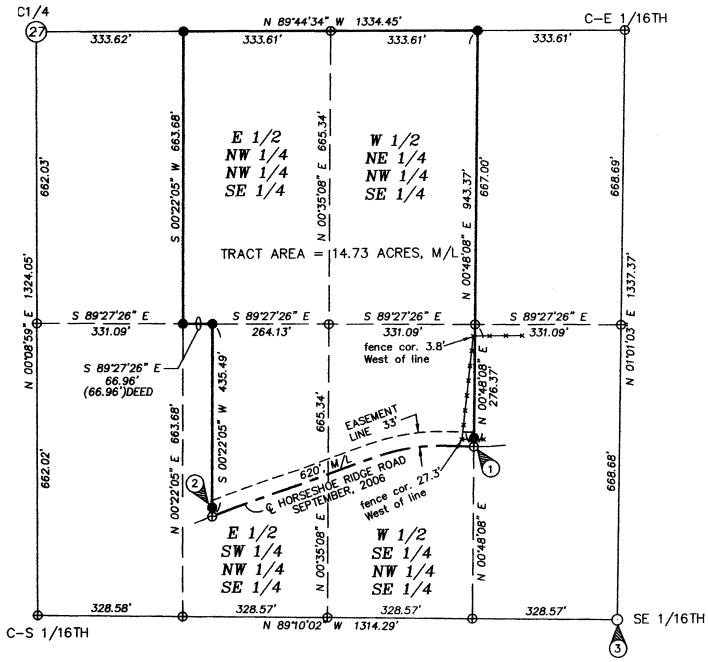 C1/4
N 89°44'34" W 1334.45'
C-E 1/16TH
27
333.62'
333.61'
333.61'
333.61'
E 1/2
NW 1/4
NW 1/4
SE 1/4
W 1/2
NE 1/4
NW 1/4
SE 1/4
662.03'
S 00°22'05" W 663.68'
N 00°35'08" E 665.34'
N 00°48'08" E 943.37'
667.00'
668.69'
TRACT AREA = 14.73 ACRES, M/L
N 00°08'59" E 1324.05'
N 01°01'03" E 1337.37'
S 89°27'26" E
331.09'
S 89°27'26" E
264.13'
S 89°27'26" E
331.09'
S 89°27'26" E
331.09'
S 89°27'26" E
66.96'
(66.96')DEED
fence cor. 3.8'
West of line
N 00°48'08" E
276.37'
662.02'
N 00°22'05" E 663.68'
S 00°22'05" W 435.49'
665.34'
N 00°35'08" E
EASEMENT
LINE 33'
620', M/L
℄ HORSESHOE RIDGE ROAD
SEPTEMBER, 2006
fence cor. 27.3'
West of line
N 00°48'08" E
668.68'
1
2
E 1/2
SW 1/4
NW 1/4
SE 1/4
W 1/2
SE 1/4
NW 1/4
SE 1/4
328.58'
328.57'
328.57'
328.57'
C-S 1/16TH
N 89°10'02" W 1314.29'
SE 1/16TH
3